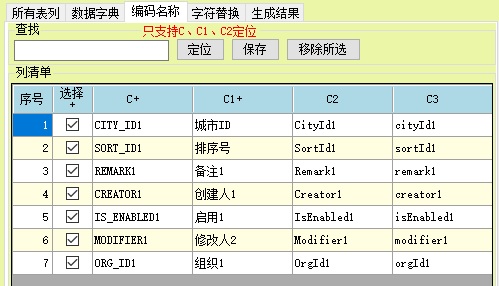 所有表列 数据字典 编码名称 字符替换 生成结果
查找
只支持C、C1、C2定位
定位 保存 移除所选
列清单
序号 选择+ C+ C1+ C2 C3
1 CITY_ID1 城市ID CityId1 cityId1
2 SORT_ID1 排序号 SortId1 sortId1
3 REMARK1 备注1 Remark1 remark1
4 CREATOR1 创建人1 Creator1 creator1
5 IS_ENABLED1 启用1 IsEnabled1 isEnabled1
6 MODIFIER1 修改人2 Modifier1 modifier1
7 ORG_ID1 组织1 OrgId1 orgId1